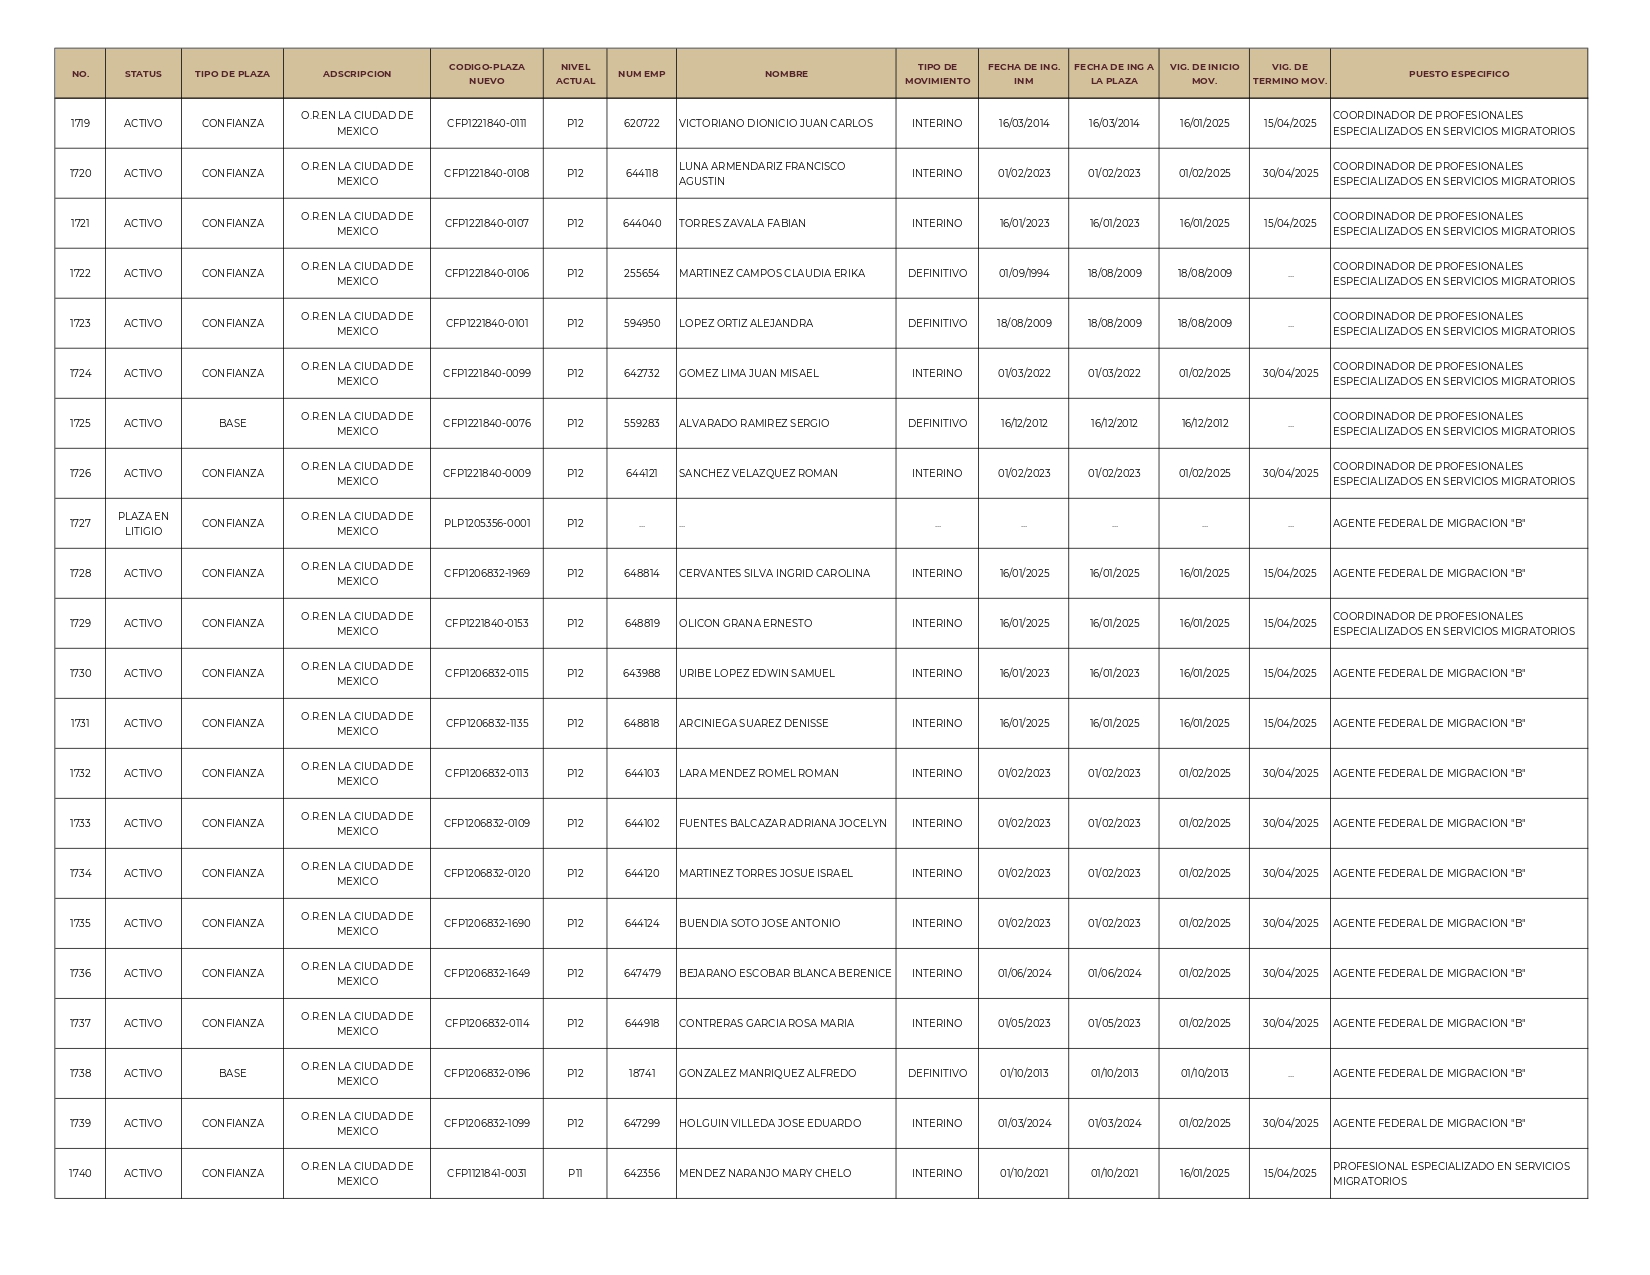 NO. STATUS TIPO DE PLAZA ADSCRIPCION CODIGO-PLAZA NUEVO NIVEL ACTUAL NUM EMP NOMBRE TIPO DE MOVIMIENTO FECHA DE ING. INM FECHA DE ING A LA PLAZA VIG. DE INICIO MOV. VIG. DE TERMINO MOV. PUESTO ESPECIFICO
1719 ACTIVO CONFIANZA O.R.EN LA CIUDAD DE MEXICO CFP1221840-0111 P12 620722 VICTORIANO DIONICIO JUAN CARLOS INTERINO 16/03/2014 16/03/2014 16/01/2025 15/04/2025 COORDINADOR DE PROFESIONALES ESPECIALIZADOS EN SERVICIOS MIGRATORIOS
1720 ACTIVO CONFIANZA O.R.EN LA CIUDAD DE MEXICO CFP1221840-0108 P12 644118 LUNA ARMENDARIZ FRANCISCO AGUSTIN INTERINO 01/02/2023 01/02/2023 01/02/2025 30/04/2025 COORDINADOR DE PROFESIONALES ESPECIALIZADOS EN SERVICIOS MIGRATORIOS
1721 ACTIVO CONFIANZA O.R.EN LA CIUDAD DE MEXICO CFP1221840-0107 P12 644040 TORRES ZAVALA FABIAN INTERINO 16/01/2023 16/01/2023 16/01/2025 15/04/2025 COORDINADOR DE PROFESIONALES ESPECIALIZADOS EN SERVICIOS MIGRATORIOS
1722 ACTIVO CONFIANZA O.R.EN LA CIUDAD DE MEXICO CFP1221840-0106 P12 255654 MARTINEZ CAMPOS CLAUDIA ERIKA DEFINITIVO 01/09/1994 18/08/2009 18/08/2009 ... COORDINADOR DE PROFESIONALES ESPECIALIZADOS EN SERVICIOS MIGRATORIOS
1723 ACTIVO CONFIANZA O.R.EN LA CIUDAD DE MEXICO CFP1221840-0101 P12 594950 LOPEZ ORTIZ ALEJANDRA DEFINITIVO 18/08/2009 18/08/2009 18/08/2009 ... COORDINADOR DE PROFESIONALES ESPECIALIZADOS EN SERVICIOS MIGRATORIOS
1724 ACTIVO CONFIANZA O.R.EN LA CIUDAD DE MEXICO CFP1221840-0099 P12 642732 GOMEZ LIMA JUAN MISAEL INTERINO 01/03/2022 01/03/2022 01/02/2025 30/04/2025 COORDINADOR DE PROFESIONALES ESPECIALIZADOS EN SERVICIOS MIGRATORIOS
1725 ACTIVO BASE O.R.EN LA CIUDAD DE MEXICO CFP1221840-0076 P12 559283 ALVARADO RAMIREZ SERGIO DEFINITIVO 16/12/2012 16/12/2012 16/12/2012 ... COORDINADOR DE PROFESIONALES ESPECIALIZADOS EN SERVICIOS MIGRATORIOS
1726 ACTIVO CONFIANZA O.R.EN LA CIUDAD DE MEXICO CFP1221840-0009 P12 644121 SANCHEZ VELAZQUEZ ROMAN INTERINO 01/02/2023 01/02/2023 01/02/2025 30/04/2025 COORDINADOR DE PROFESIONALES ESPECIALIZADOS EN SERVICIOS MIGRATORIOS
1727 PLAZA EN LITIGIO CONFIANZA O.R.EN LA CIUDAD DE MEXICO PLP1205356-0001 P12 ... ... ... ... ... ... ... AGENTE FEDERAL DE MIGRACION "B"
1728 ACTIVO CONFIANZA O.R.EN LA CIUDAD DE MEXICO CFP1206832-1969 P12 648814 CERVANTES SILVA INGRID CAROLINA INTERINO 16/01/2025 16/01/2025 16/01/2025 15/04/2025 AGENTE FEDERAL DE MIGRACION "B"
1729 ACTIVO CONFIANZA O.R.EN LA CIUDAD DE MEXICO CFP1221840-0153 P12 648819 OLICON GRANA ERNESTO INTERINO 16/01/2025 16/01/2025 16/01/2025 15/04/2025 COORDINADOR DE PROFESIONALES ESPECIALIZADOS EN SERVICIOS MIGRATORIOS
1730 ACTIVO CONFIANZA O.R.EN LA CIUDAD DE MEXICO CFP1206832-0115 P12 643988 URIBE LOPEZ EDWIN SAMUEL INTERINO 16/01/2023 16/01/2023 16/01/2025 15/04/2025 AGENTE FEDERAL DE MIGRACION "B"
1731 ACTIVO CONFIANZA O.R.EN LA CIUDAD DE MEXICO CFP1206832-1135 P12 648818 ARCINIEGA SUAREZ DENISSE INTERINO 16/01/2025 16/01/2025 16/01/2025 15/04/2025 AGENTE FEDERAL DE MIGRACION "B"
1732 ACTIVO CONFIANZA O.R.EN LA CIUDAD DE MEXICO CFP1206832-0113 P12 644103 LARA MENDEZ ROMEL ROMAN INTERINO 01/02/2023 01/02/2023 01/02/2025 30/04/2025 AGENTE FEDERAL DE MIGRACION "B"
1733 ACTIVO CONFIANZA O.R.EN LA CIUDAD DE MEXICO CFP1206832-0109 P12 644102 FUENTES BALCAZAR ADRIANA JOCELYN INTERINO 01/02/2023 01/02/2023 01/02/2025 30/04/2025 AGENTE FEDERAL DE MIGRACION "B"
1734 ACTIVO CONFIANZA O.R.EN LA CIUDAD DE MEXICO CFP1206832-0120 P12 644120 MARTINEZ TORRES JOSUE ISRAEL INTERINO 01/02/2023 01/02/2023 01/02/2025 30/04/2025 AGENTE FEDERAL DE MIGRACION "B"
1735 ACTIVO CONFIANZA O.R.EN LA CIUDAD DE MEXICO CFP1206832-1690 P12 644124 BUENDIA SOTO JOSE ANTONIO INTERINO 01/02/2023 01/02/2023 01/02/2025 30/04/2025 AGENTE FEDERAL DE MIGRACION "B"
1736 ACTIVO CONFIANZA O.R.EN LA CIUDAD DE MEXICO CFP1206832-1649 P12 647479 BEJARANO ESCOBAR BLANCA BERENICE INTERINO 01/06/2024 01/06/2024 01/02/2025 30/04/2025 AGENTE FEDERAL DE MIGRACION "B"
1737 ACTIVO CONFIANZA O.R.EN LA CIUDAD DE MEXICO CFP1206832-0114 P12 644918 CONTRERAS GARCIA ROSA MARIA INTERINO 01/05/2023 01/05/2023 01/02/2025 30/04/2025 AGENTE FEDERAL DE MIGRACION "B"
1738 ACTIVO BASE O.R.EN LA CIUDAD DE MEXICO CFP1206832-0196 P12 18741 GONZALEZ MANRIQUEZ ALFREDO DEFINITIVO 01/10/2013 01/10/2013 01/10/2013 ... AGENTE FEDERAL DE MIGRACION "B"
1739 ACTIVO CONFIANZA O.R.EN LA CIUDAD DE MEXICO CFP1206832-1099 P12 647299 HOLGUIN VILLEDA JOSE EDUARDO INTERINO 01/03/2024 01/03/2024 01/02/2025 30/04/2025 AGENTE FEDERAL DE MIGRACION "B"
1740 ACTIVO CONFIANZA O.R.EN LA CIUDAD DE MEXICO CFP1121841-0031 P11 642356 MENDEZ NARANJO MARY CHELO INTERINO 01/10/2021 01/10/2021 16/01/2025 15/04/2025 PROFESIONAL ESPECIALIZADO EN SERVICIOS MIGRATORIOS